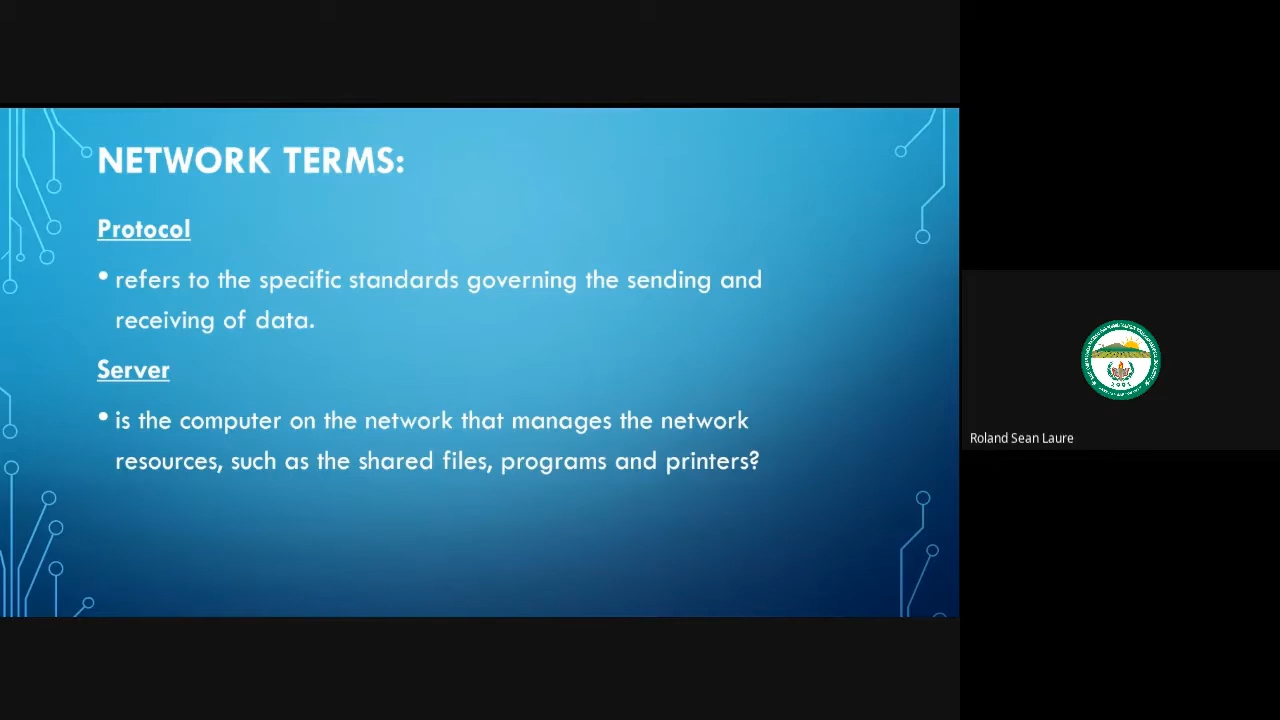 NETWORK TERMS:
Protocol
• refers to the specific standards governing the sending and
receiving of data.
Server
• is the computer on the network that manages the network
resources, such as the shared files, programs and printers?
Roland Sean Laure